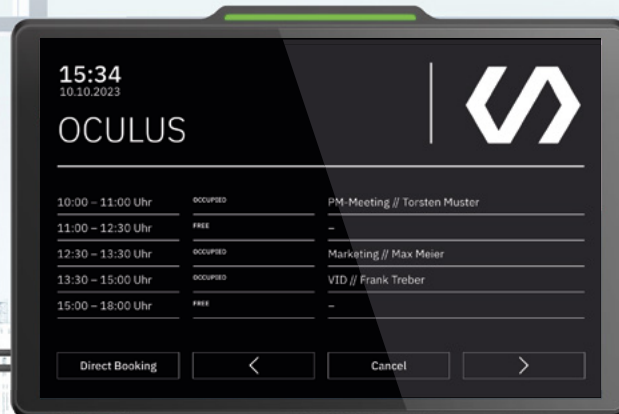 15:34
10.10.2023
OCULUS
10:00 – 11:00 Uhr OCCUPIED PM-Meeting // Torsten Muster
11:00 – 12:30 Uhr FREE –
12:30 – 13:30 Uhr OCCUPIED Marketing // Max Meier
13:30 – 15:00 Uhr OCCUPIED VID // Frank Treber
15:00 – 18:00 Uhr FREE –
Direct Booking < Cancel >